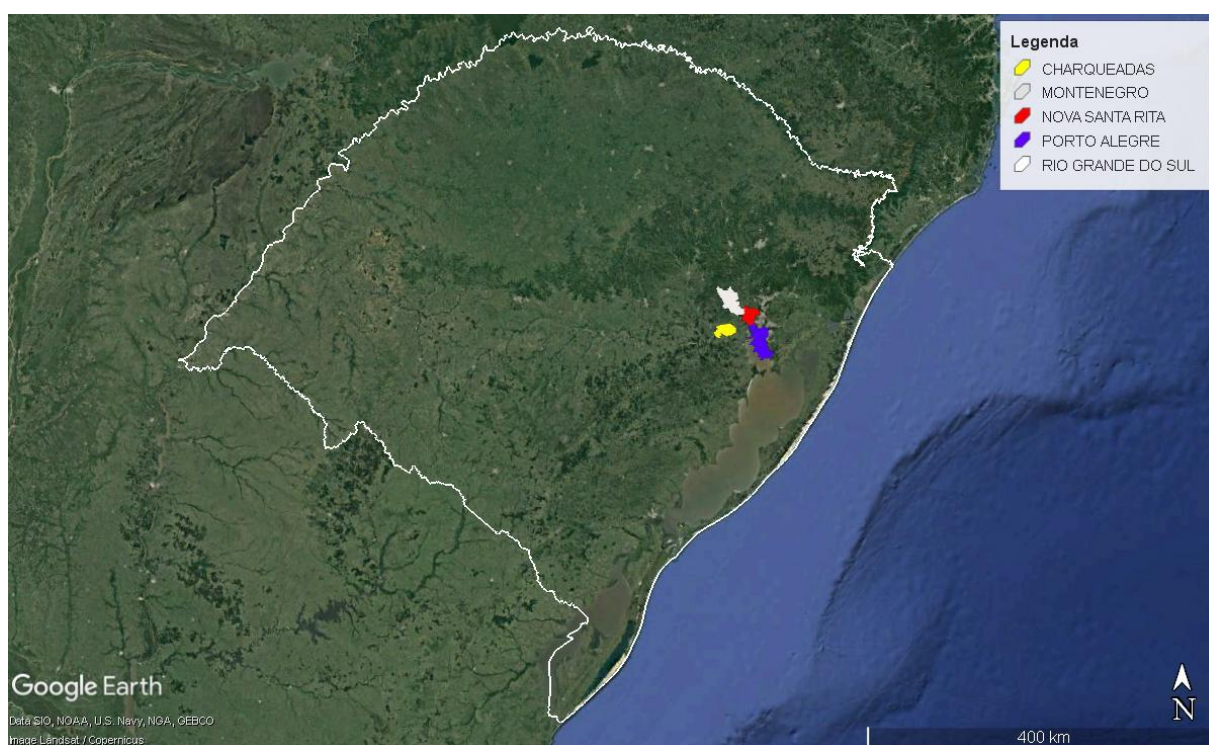 Legenda
CHARQUEADAS
MONTENEGRO
NOVA SANTA RITA
PORTO ALEGRE
RIO GRANDE DO SUL
Google Earth
Data SIO, NOAA, U.S. Navy, NGA, GEBCO
Image Landsat / Copernicus
N
400 km